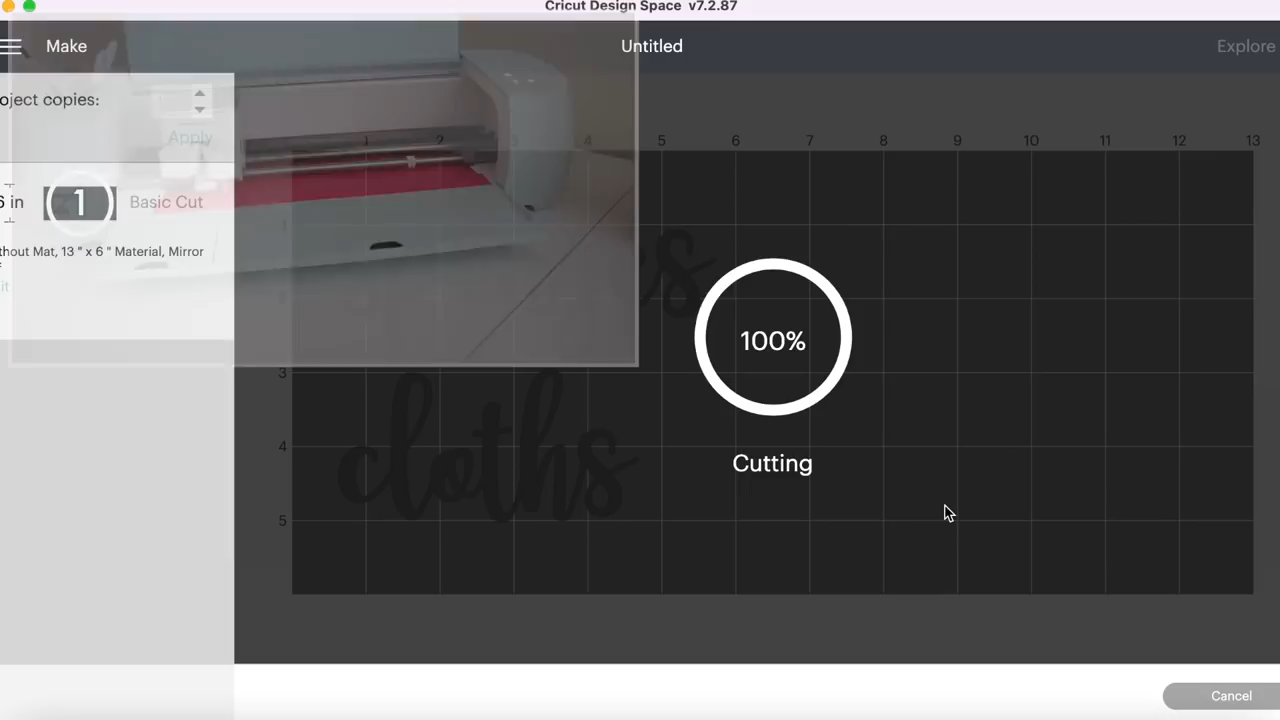 Cricut Design Space v7.2.87
Make
Untitled
Explore
oject copies:
Apply
1 2 3 4 5 6 7 8 9 10 11 12 13
6 in
1
Basic Cut
thout Mat, 13 " x 6 " Material, Mirror
it
100%
3
cloths
4
Cutting
5
Cancel